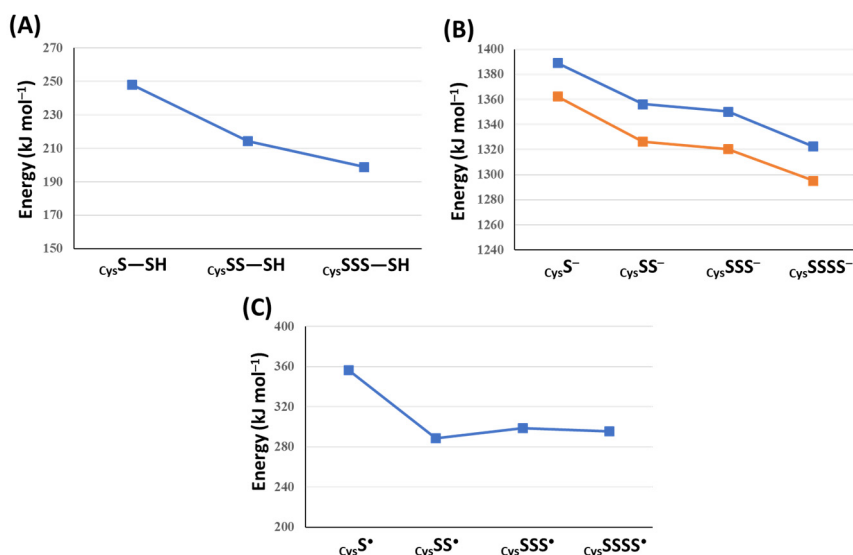 (A)
Energy (kJ mol⁻¹)
270
250
230
210
190
170
150
CysS—SH CysSS—SH CysSSS—SH
(B)
Energy (kJ mol⁻¹)
1400
1380
1360
1340
1320
1300
1280
1260
1240
CysS⁻ CysSS⁻ CysSSS⁻ CysSSSS⁻
(C)
Energy (kJ mol⁻¹)
400
360
320
280
240
200
CysS• CysSS• CysSSS• CysSSSS•